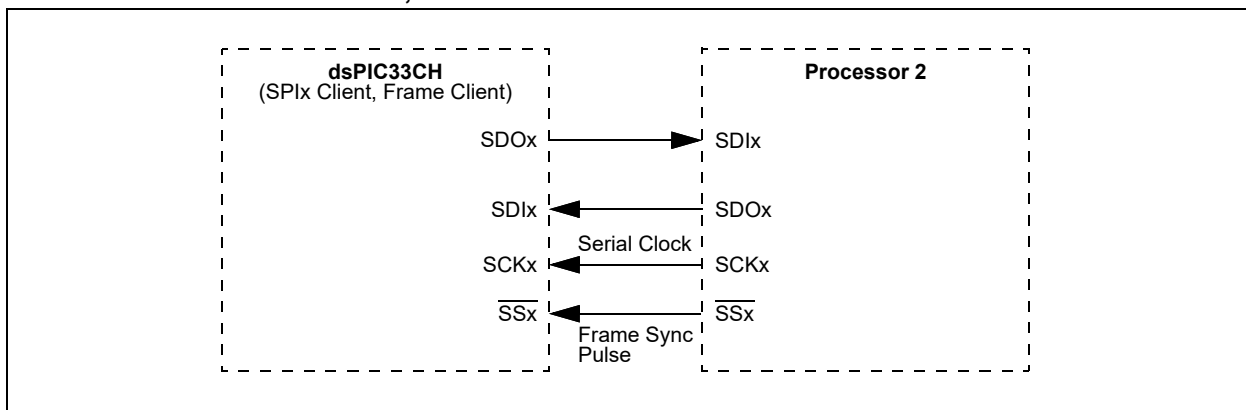 dsPIC33CH
(SPIx Client, Frame Client)
Processor 2
SDOx
SDIx
SDIx
SDOx
Serial Clock
SCKx
SCKx
SSx
SSx
Frame Sync
Pulse